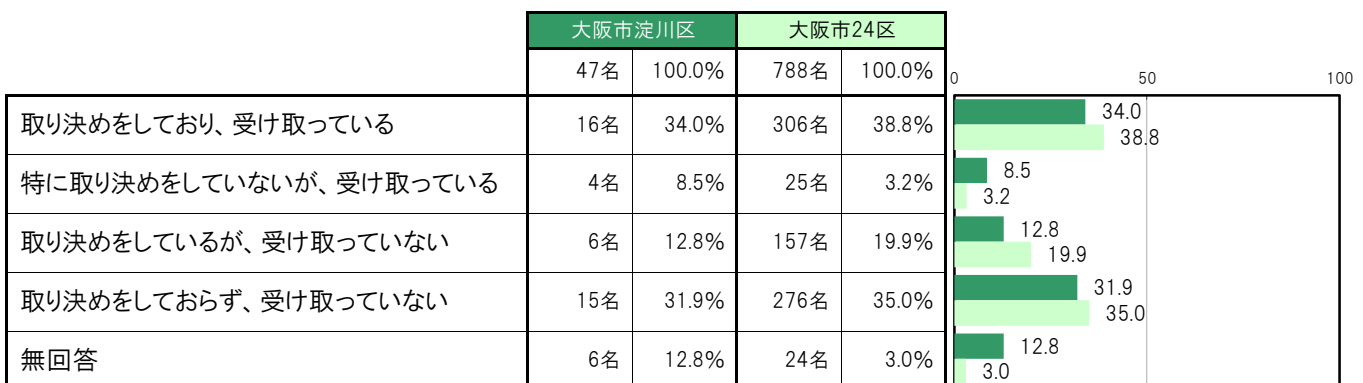 大阪市淀川区 大阪市24区
47名 100.0% 788名 100.0% 0 50 100
取り決めをしており、受け取っている 16名 34.0% 306名 38.8% 34.0
38.8
特に取り決めをしていないが、受け取っている 4名 8.5% 25名 3.2% 8.5
3.2
取り決めをしているが、受け取っていない 6名 12.8% 157名 19.9% 12.8
19.9
取り決めをしておらず、受け取っていない 15名 31.9% 276名 35.0% 31.9
35.0
無回答 6名 12.8% 24名 3.0% 12.8
3.0